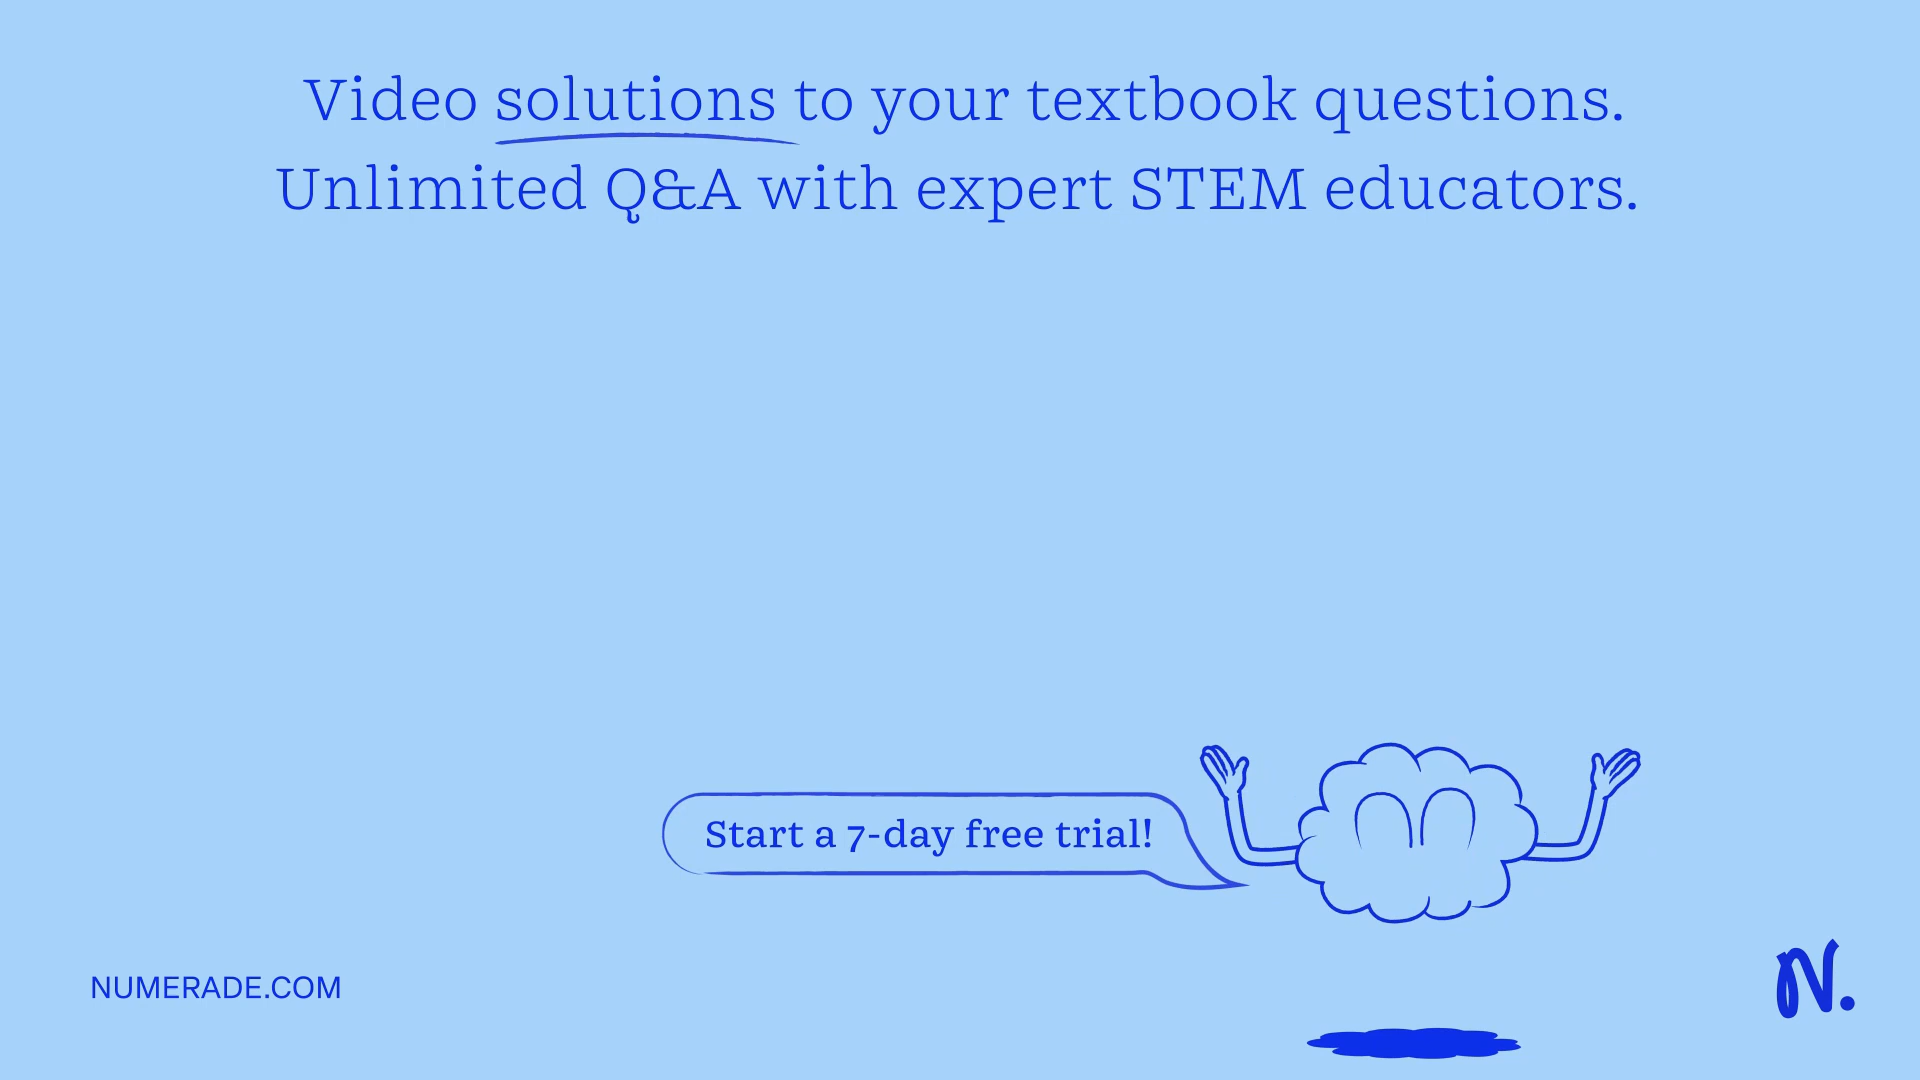 Video solutions to your textbook questions.
Unlimited Q&A with expert STEM educators.
Start a 7-day free trial!
NUMERADE.COM
N.